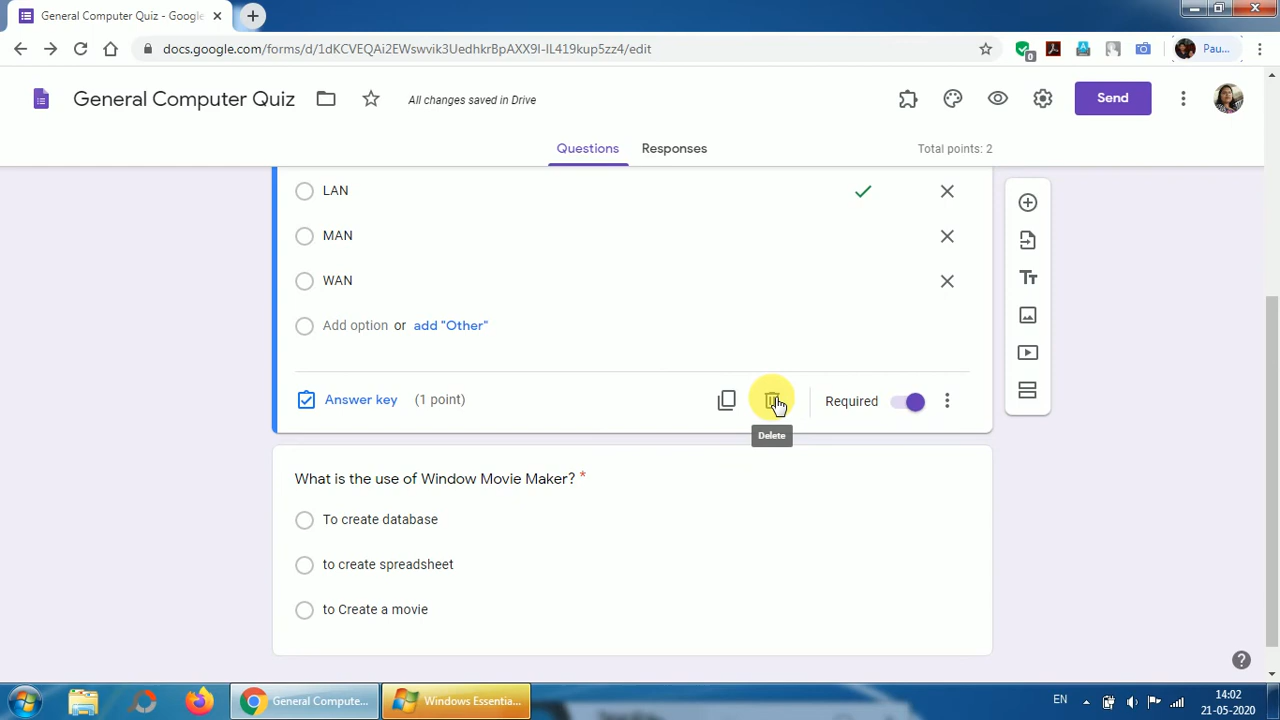 General Computer Quiz - Google
docs.google.com/forms/d/1dKCVEQAi2EWswvik3UedhkrBpAXX9I-IL419kup5zz4/edit
0
Pau...
General Computer Quiz
All changes saved in Drive
Send
Questions
Responses
Total points: 2
LAN
MAN
WAN
Add option or add "Other"
Answer key (1 point)
Required
Delete
What is the use of Window Movie Maker? *
To create database
to create spreadsheet
to Create a movie
General Compute...
Windows Essentia...
EN
14:02
21-05-2020